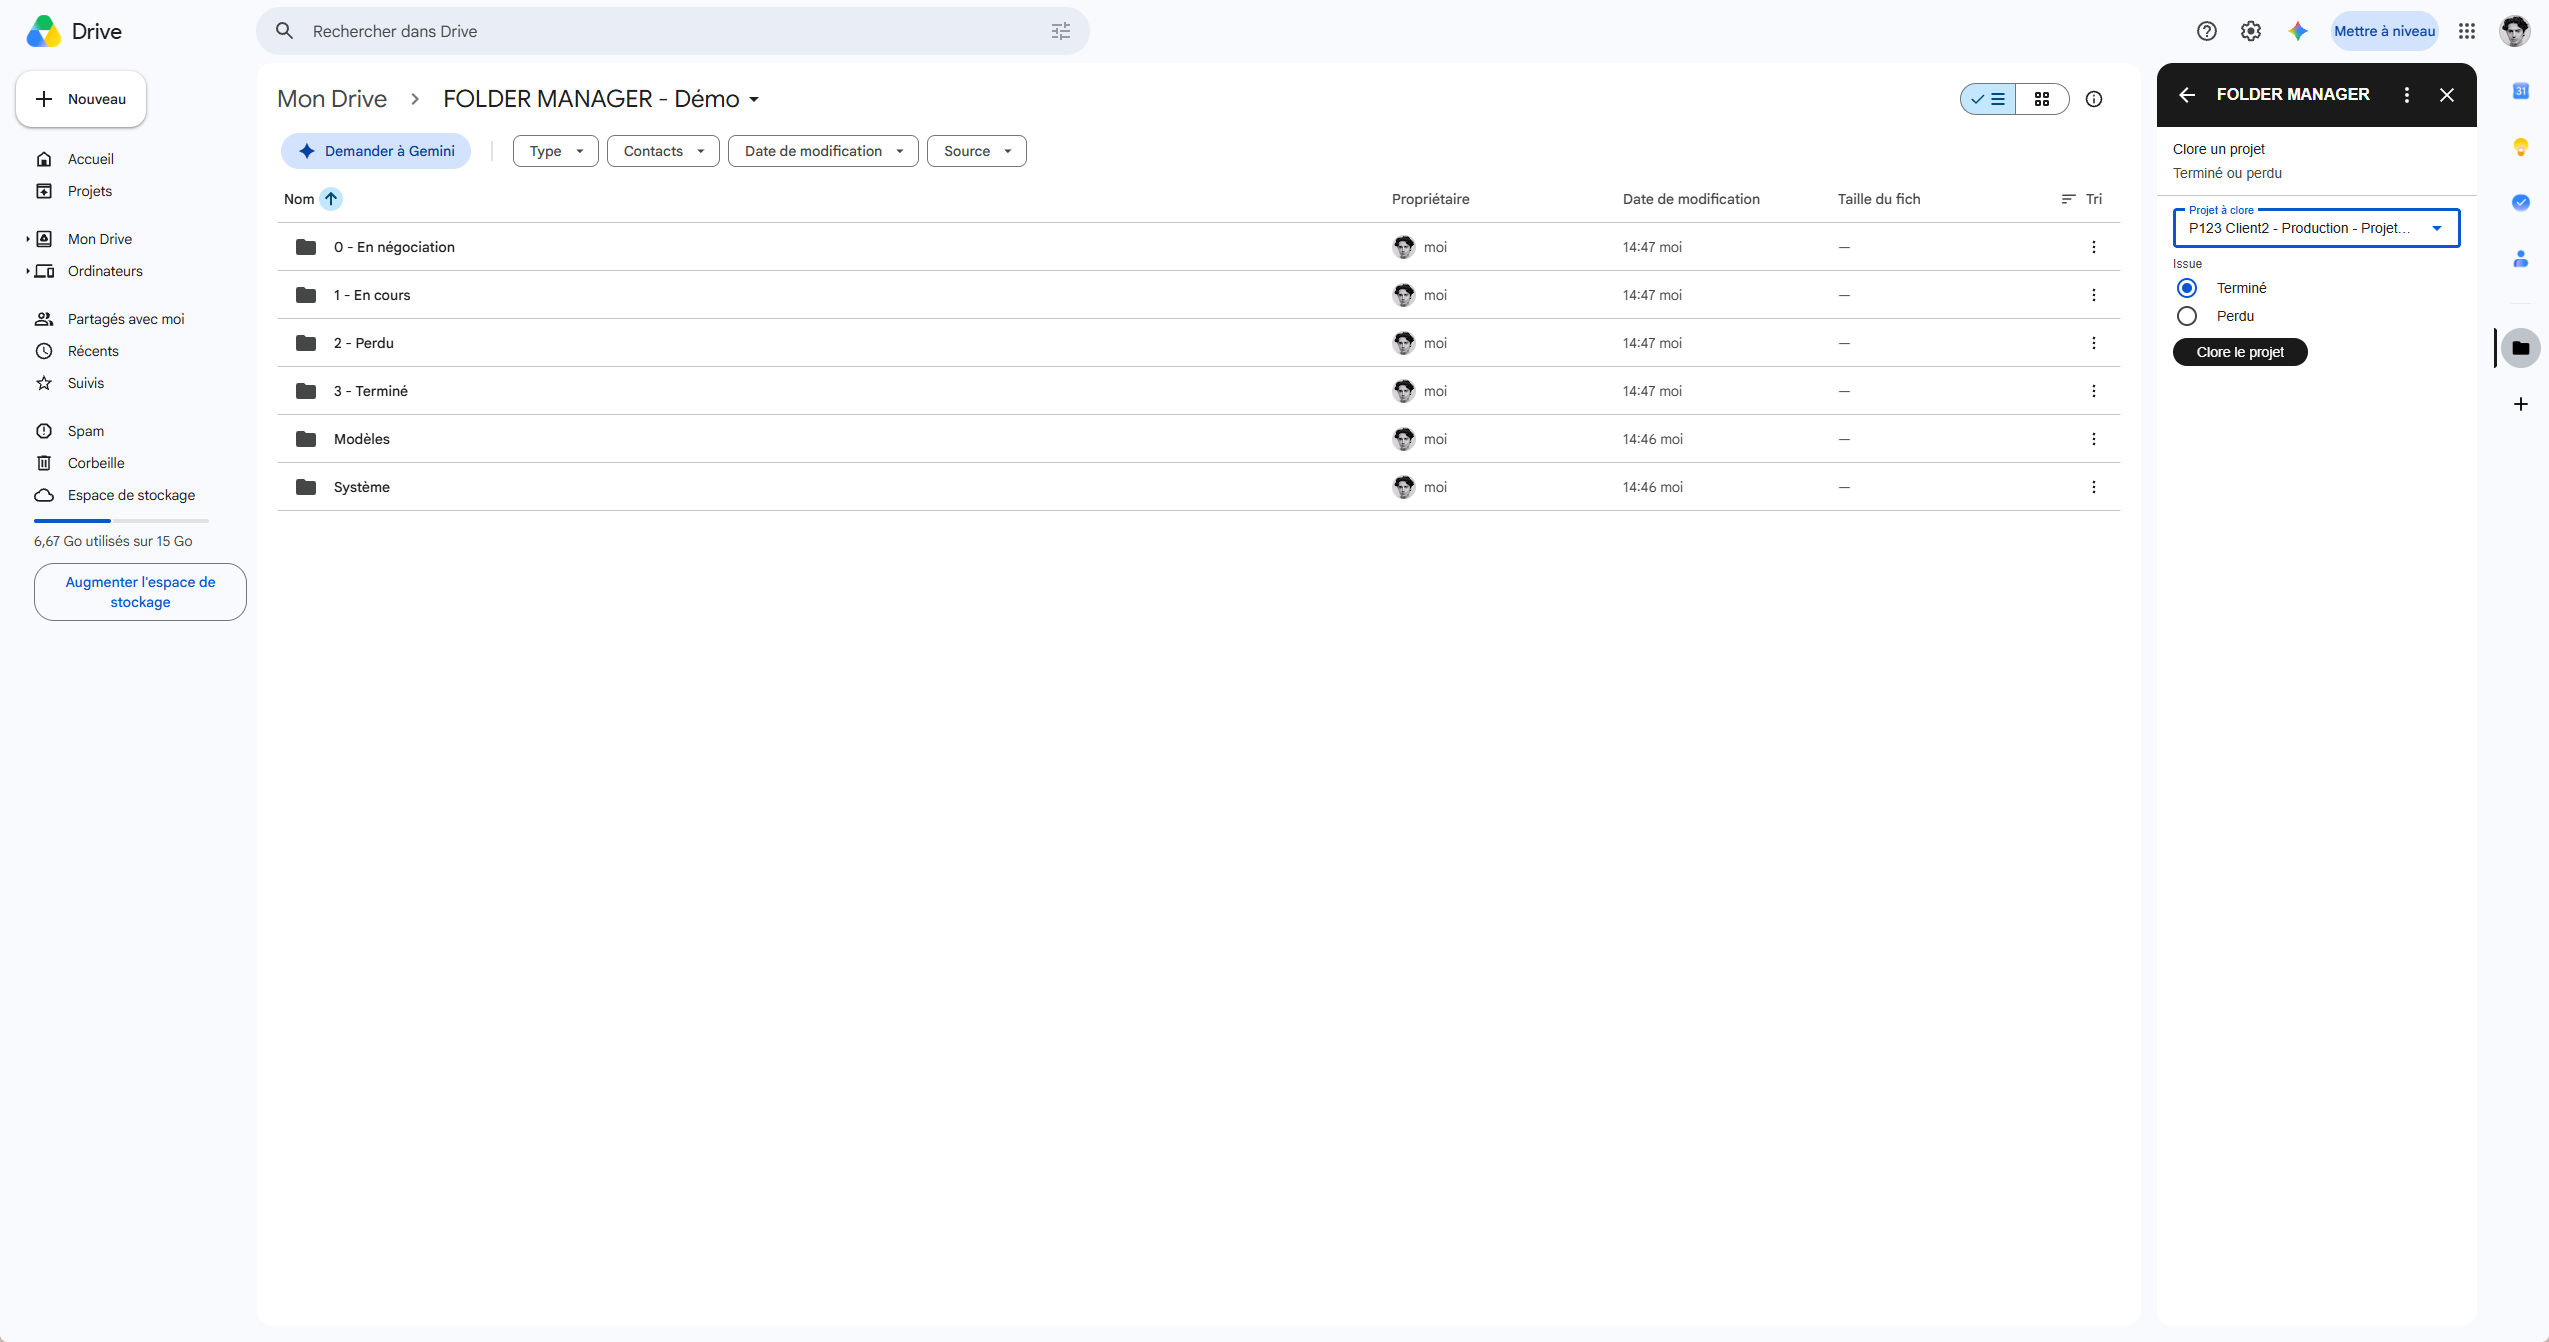 Drive
Rechercher dans Drive
Mettre à niveau
Nouveau
Accueil
Projets
Mon Drive
Ordinateurs
Partagés avec moi
Récents
Suivis
Spam
Corbeille
Espace de stockage
6,67 Go utilisés sur 15 Go
Augmenter l'espace de
stockage
Mon Drive FOLDER MANAGER - Démo
Demander à Gemini Type Contacts Date de modification Source
Nom Propriétaire Date de modification Taille du fich Tri
0 - En négociation moi 14:47 moi —
1 - En cours moi 14:47 moi —
2 - Perdu moi 14:47 moi —
3 - Terminé moi 14:47 moi —
Modèles moi 14:46 moi —
Système moi 14:46 moi —
FOLDER MANAGER
Clore un projet
Terminé ou perdu
Projet à clore
P123 Client2 - Production - Projet...
Issue
Terminé
Perdu
Clore le projet
31